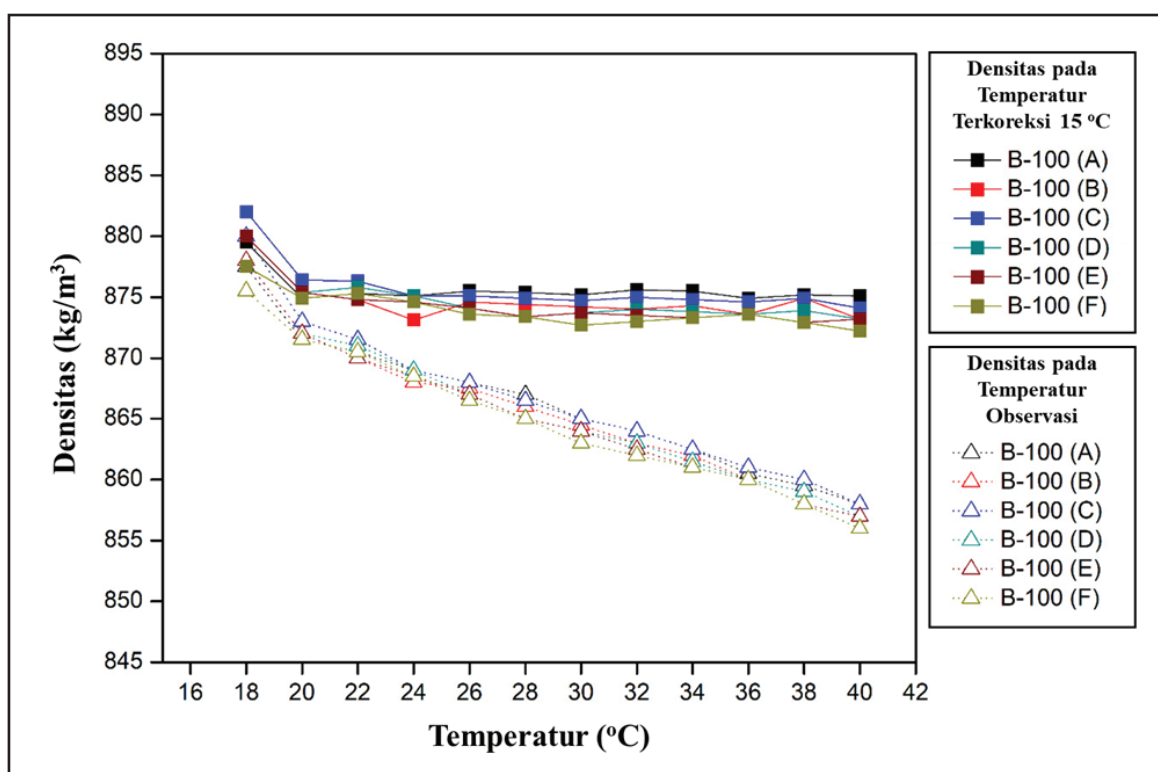 895
890
885
880
875
870
865
860
855
850
845
Densitas (kg/m³)
16 18 20 22 24 26 28 30 32 34 36 38 40 42
Temperatur (ᵒC)
Densitas pada
Temperatur
Terkoreksi 15 ᵒC
B-100 (A)
B-100 (B)
B-100 (C)
B-100 (D)
B-100 (E)
B-100 (F)
Densitas pada
Temperatur
Observasi
B-100 (A)
B-100 (B)
B-100 (C)
B-100 (D)
B-100 (E)
B-100 (F)